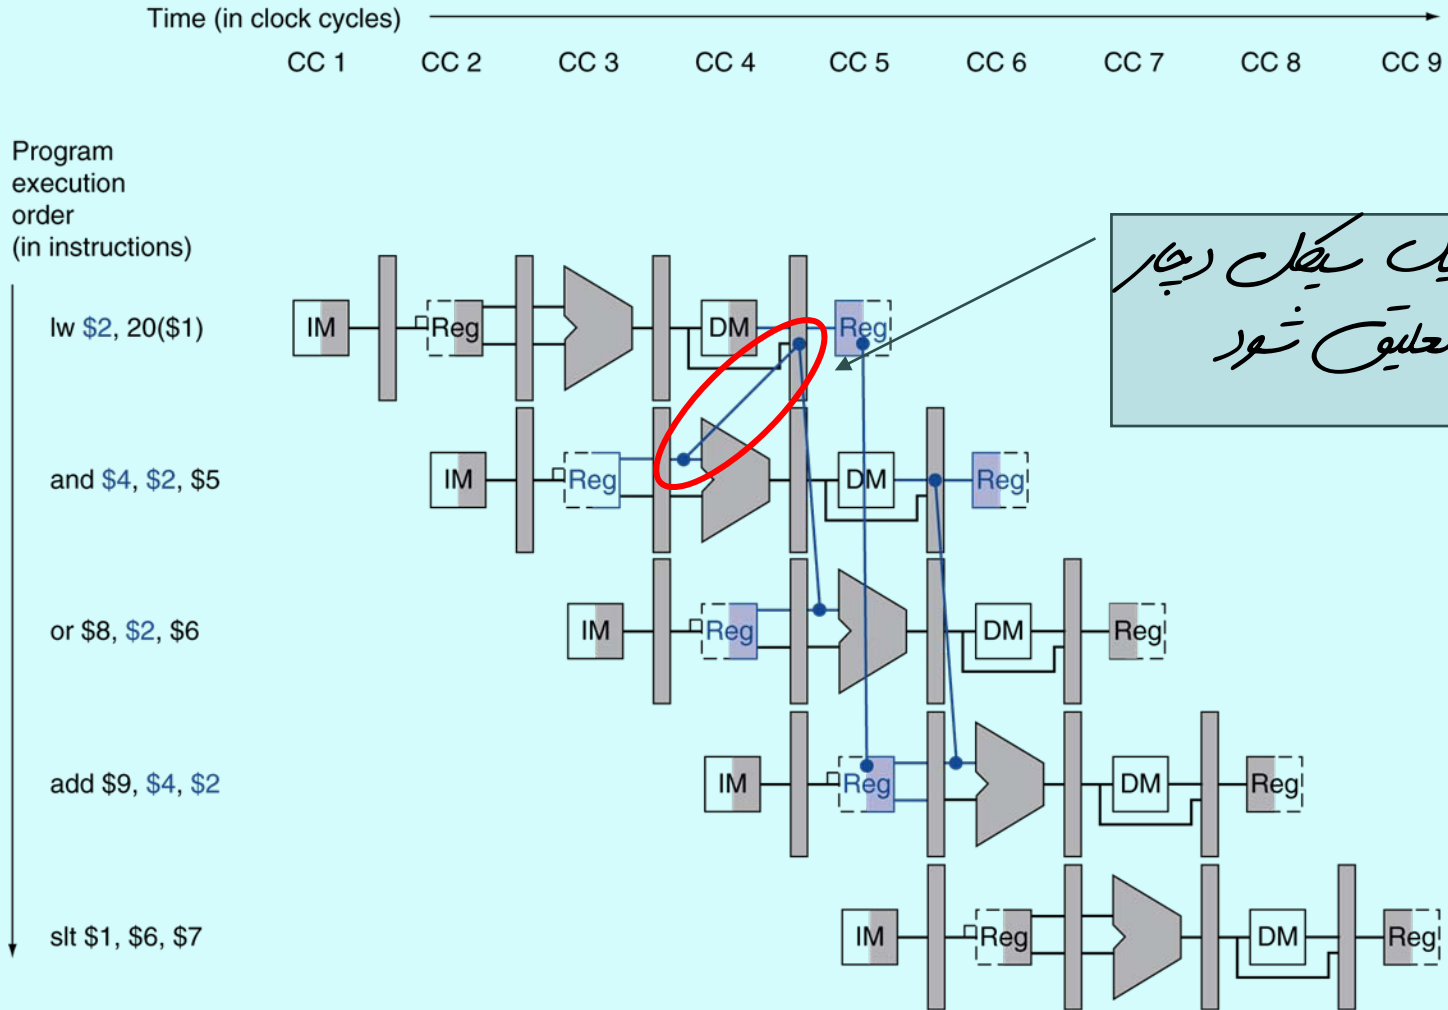 Time (in clock cycles)
CC 1 CC 2 CC 3 CC 4 CC 5 CC 6 CC 7 CC 8 CC 9
Program
execution
order
(in instructions)
یک سیکل دچار
تعلیق شود
lw $2, 20($1) IM Reg DM Reg
and $4, $2, $5 IM Reg DM Reg
or $8, $2, $6 IM Reg DM Reg
add $9, $4, $2 IM Reg DM Reg
slt $1, $6, $7 IM Reg DM Reg